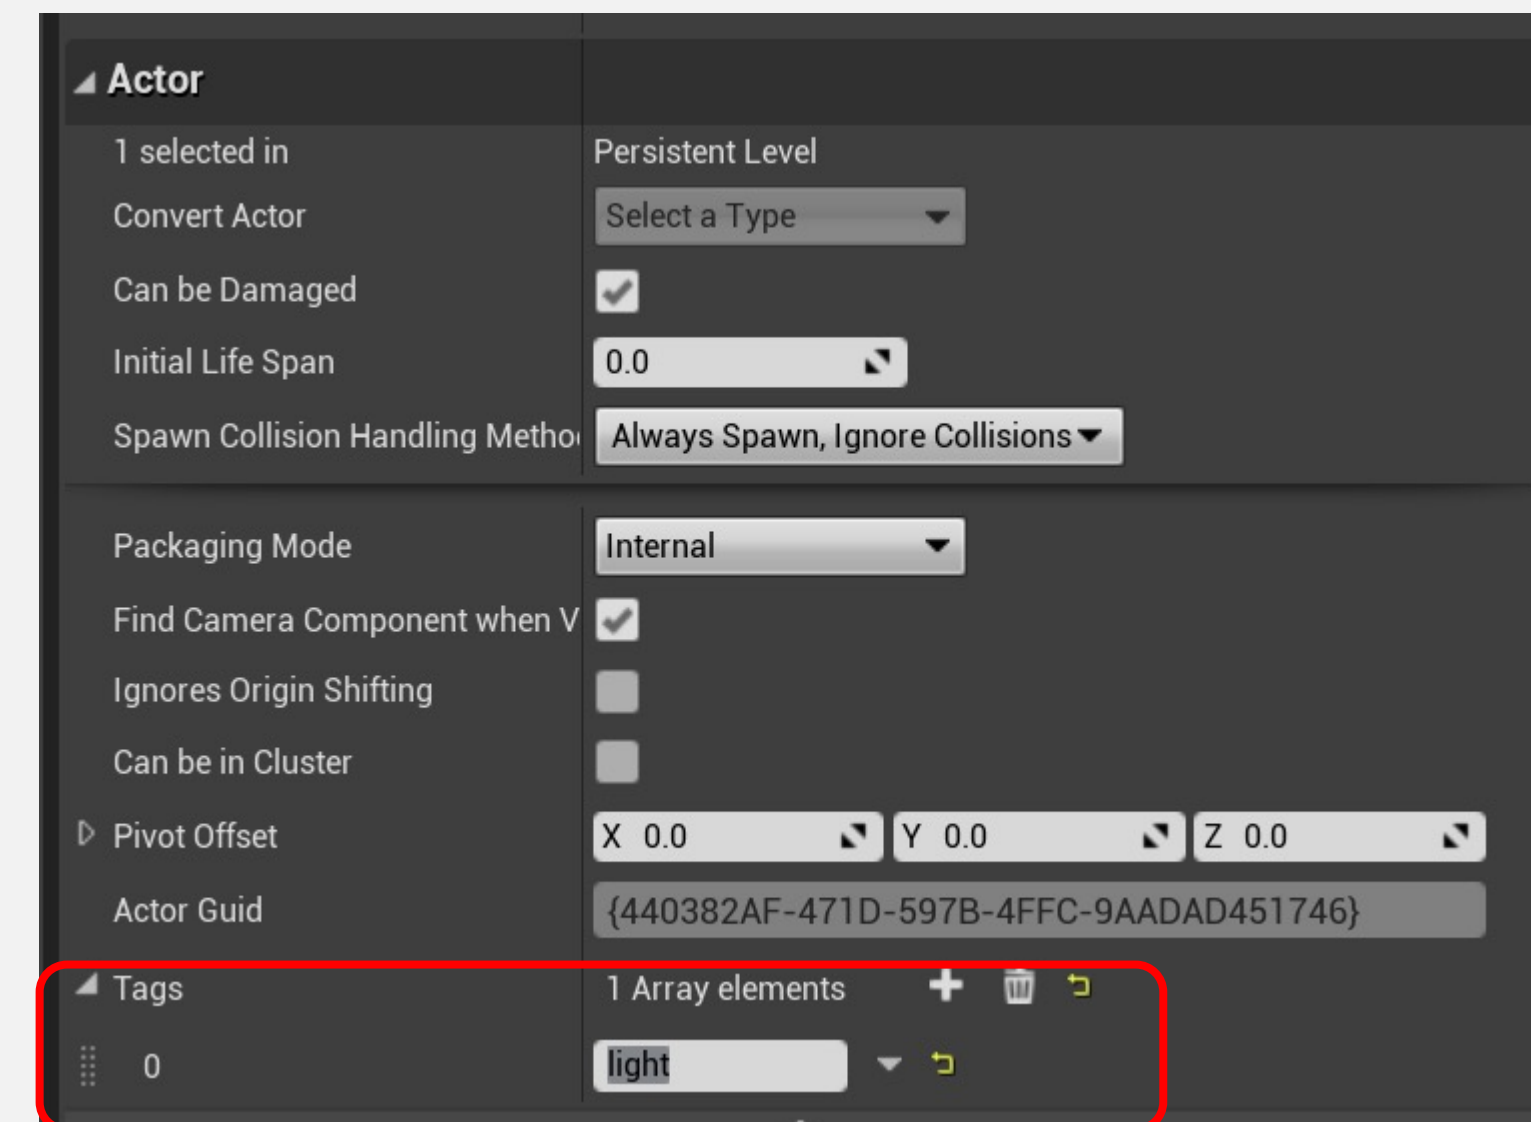 Actor
1 selected in Persistent Level
Convert Actor Select a Type
Can be Damaged
Initial Life Span 0.0
Spawn Collision Handling Metho Always Spawn, Ignore Collisions
Packaging Mode Internal
Find Camera Component when V
Ignores Origin Shifting
Can be in Cluster
Pivot Offset X 0.0 Y 0.0 Z 0.0
Actor Guid {440382AF-471D-597B-4FFC-9AADAD451746}
Tags 1 Array elements
0 light